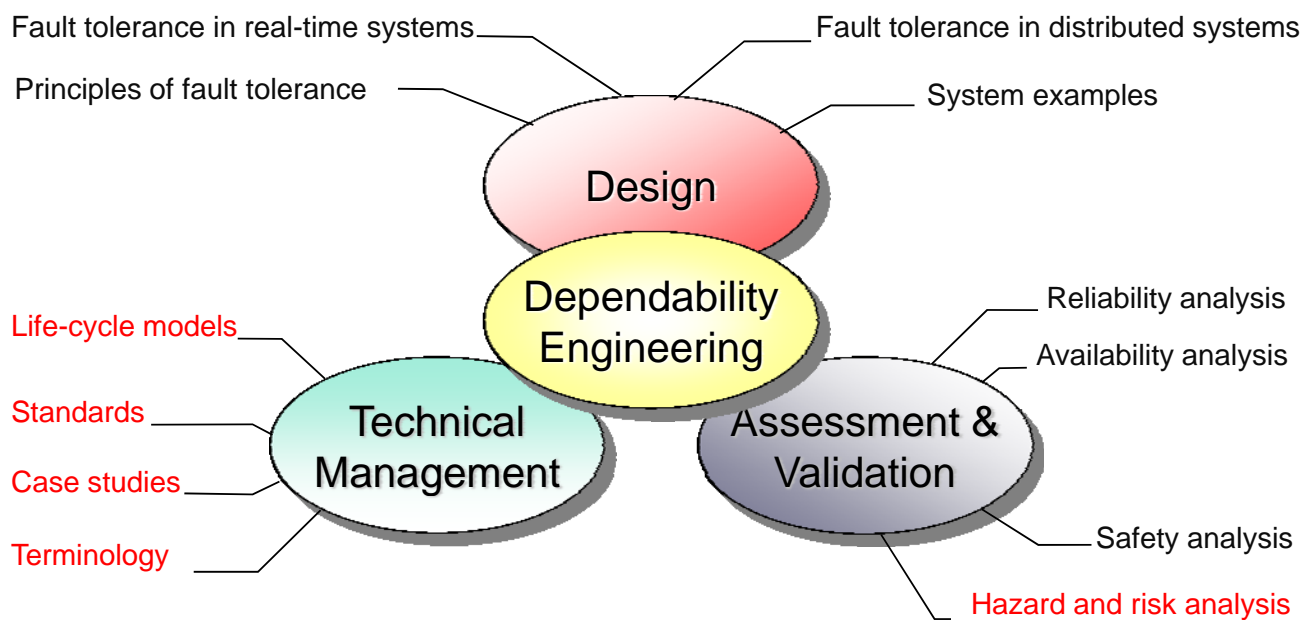 Fault tolerance in real-time systems
Fault tolerance in distributed systems
Principles of fault tolerance
System examples
Design
Dependability
Engineering
Life-cycle models
Standards
Case studies
Terminology
Technical
Management
Reliability analysis
Availability analysis
Assessment &
Validation
Safety analysis
Hazard and risk analysis